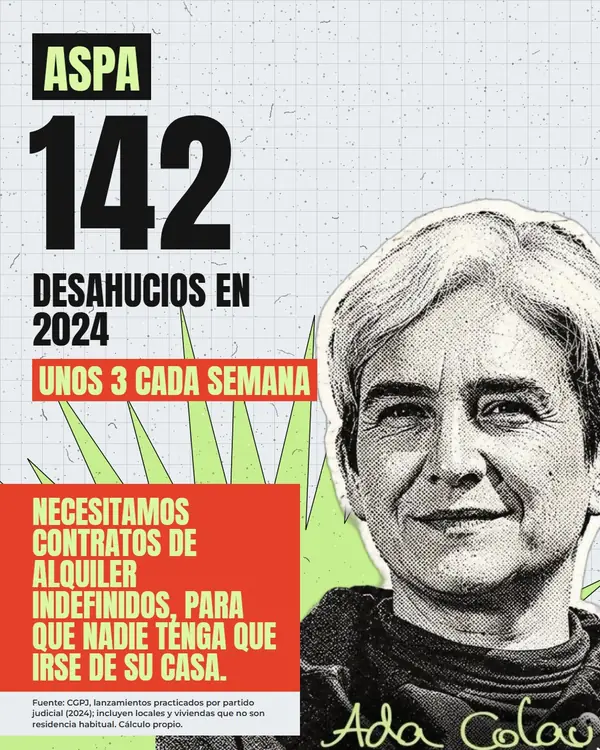 ASPA
142
DESAHUCIOS EN
2024
UNOS 3 CADA SEMANA
NECESITAMOS
CONTRATOS DE
ALQUILER
INDEFINIDOS, PARA
QUE NADIE TENGA QUE
IRSE DE SU CASA.
Fuente: CGPJ, lanzamientos practicados por partido
judicial (2024); incluyen locales y viviendas que no son
residencia habitual. Cálculo propio.
Ada Colau